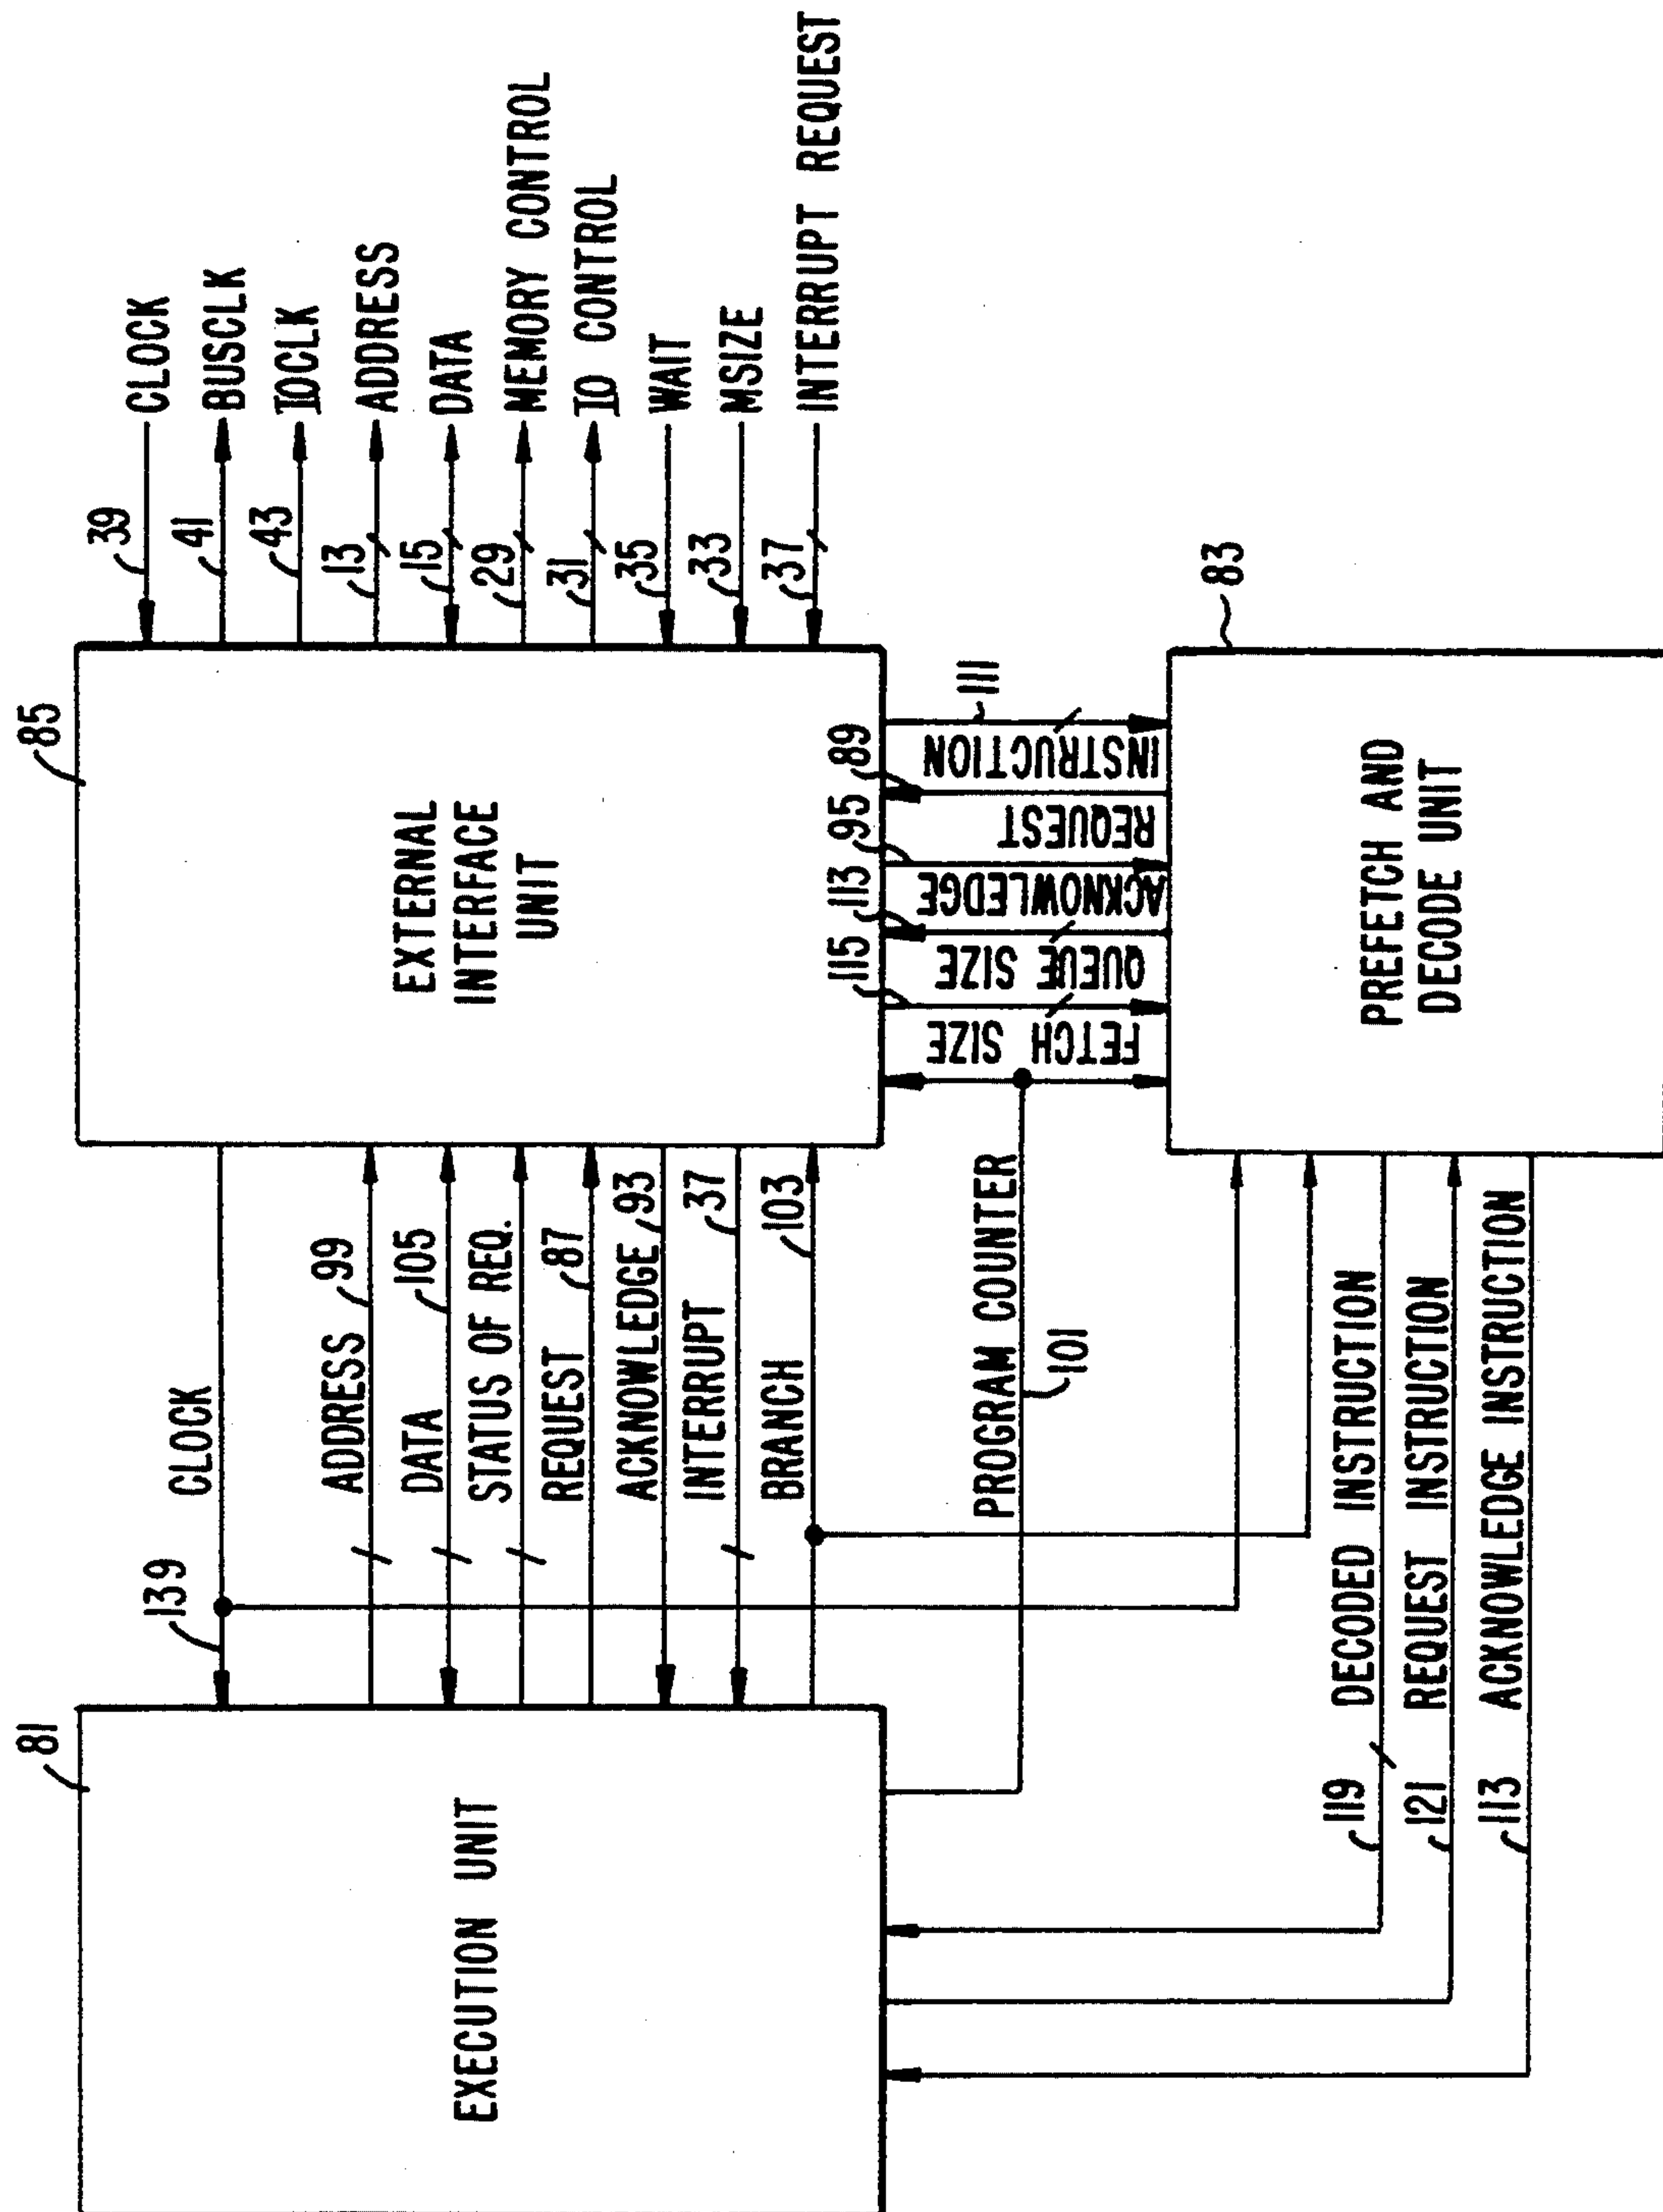 81
EXECUTION UNIT
85
EXTERNAL
INTERFACE
UNIT
83
PREFETCH AND
DECODE UNIT
139
CLOCK
ADDRESS
99
DATA
105
STATUS OF REQ.
REQUEST
87
ACKNOWLEDGE
93
INTERRUPT
37
BRANCH
103
PROGRAM COUNTER
101
119
DECODED INSTRUCTION
121
REQUEST INSTRUCTION
113
ACKNOWLEDGE INSTRUCTION
115
FETCH SIZE
113
QUEUE SIZE
95
ACKNOWLEDGE
89
REQUEST
111
INSTRUCTION
39
CLOCK
41
BUSCLK
43
IOCLK
13
ADDRESS
15
DATA
29
MEMORY CONTROL
31
IO CONTROL
35
WAIT
33
MSIZE
37
INTERRUPT REQUEST